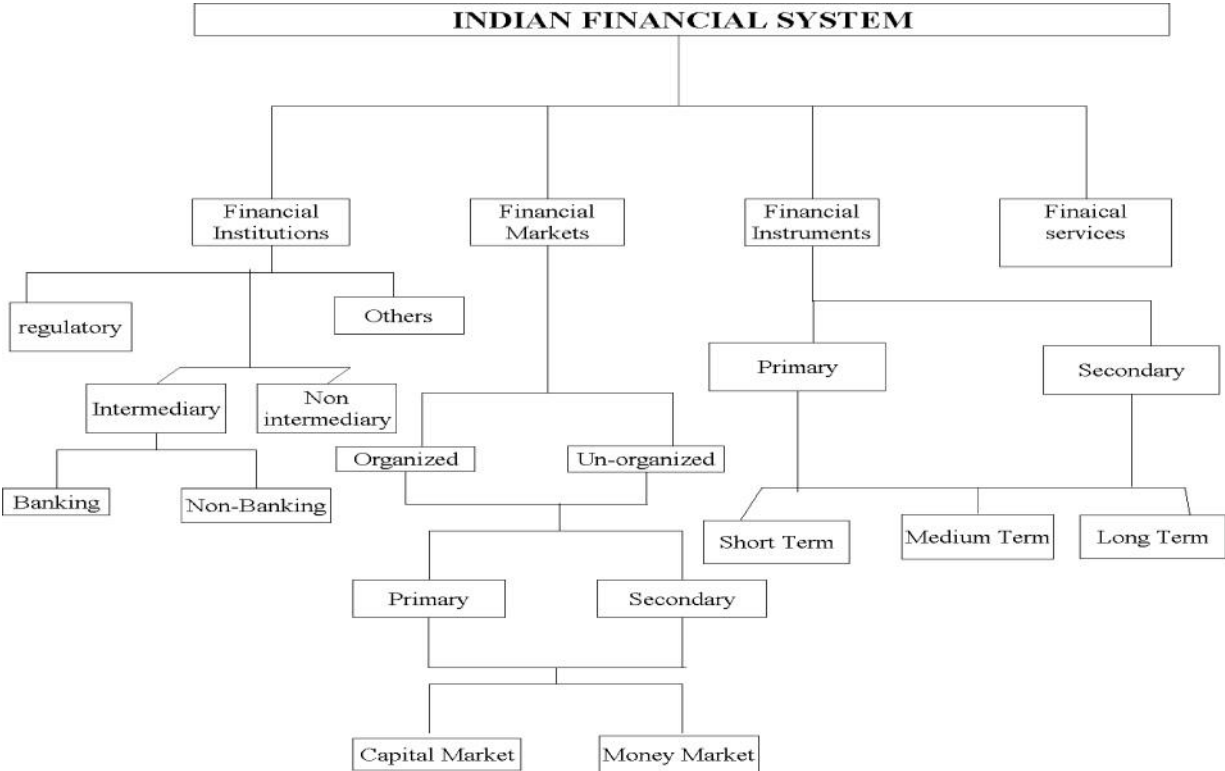 INDIAN FINANCIAL SYSTEM
Financial
Institutions
Financial
Markets
Financial
Instruments
Finaical
services
regulatory
Others
Primary
Secondary
Intermediary
Non
intermediary
Organized
Un-organized
Banking
Non-Banking
Short Term
Medium Term
Long Term
Primary
Secondary
Capital Market
Money Market